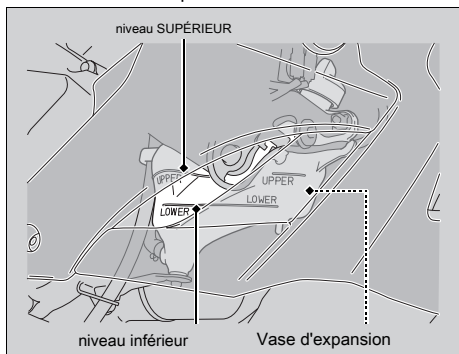 niveau SUPÉRIEUR
UPPER
UPPER
LOWER
LOWER
niveau inférieur
Vase d'expansion